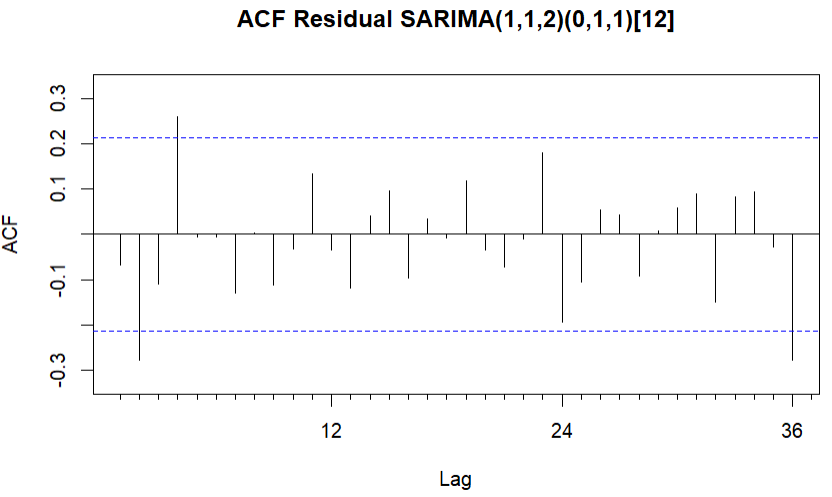 ACF Residual SARIMA(1,1,2)(0,1,1)[12]
0.3
0.2
0.1
-0.1
-0.3
ACF
12
24
36
Lag